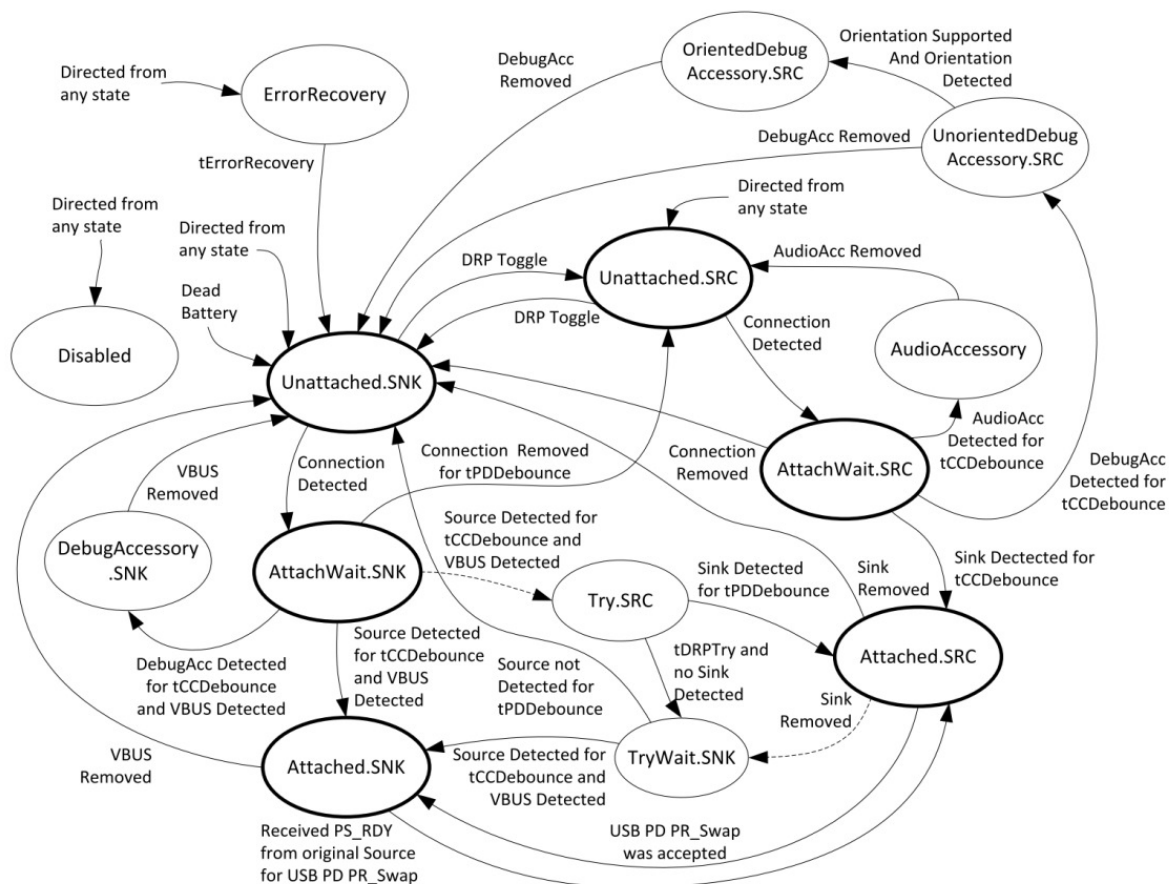 Orientation Supported
And Orientation
Detected
OrientedDebug
Accessory.SRC
DebugAcc
Removed
Directed from
any state
ErrorRecovery
DebugAcc Removed
UnorientedDebug
Accessory.SRC
tErrorRecovery
Directed from
any state
Directed from
any state
Directed from
any state
AudioAcc Removed
DRP Toggle
Unattached.SRC
Dead
Battery
DRP Toggle
Connection
Detected
AudioAccessory
Disabled
Unattached.SNK
AudioAcc
Detected for
tCCDebounce
Connection Removed
for tPDDebounce
Connection
Removed
AttachWait.SRC
DebugAcc
Detected for
tCCDebounce
VBUS
Removed
Connection
Detected
Source Detected for
tCCDebounce and
VBUS Detected
DebugAccessory
.SNK
AttachWait.SNK
Sink Detected
for tPDDebounce
Sink
Removed
Sink Dectected for
tCCDebounce
Try.SRC
Attached.SRC
DebugAcc Detected
for tCCDebounce
and VBUS Detected
Source Detected
for tCCDebounce
and VBUS
Detected
Source not
Detected for
tPDDebounce
tDRPTry and
no Sink
Detected
Sink
Removed
VBUS
Removed
Attached.SNK
Source Detected for
tCCDebounce and
VBUS Detected
TryWait.SNK
Received PS_RDY
from original Source
for USB PD PR_Swap
USB PD PR_Swap
was accepted